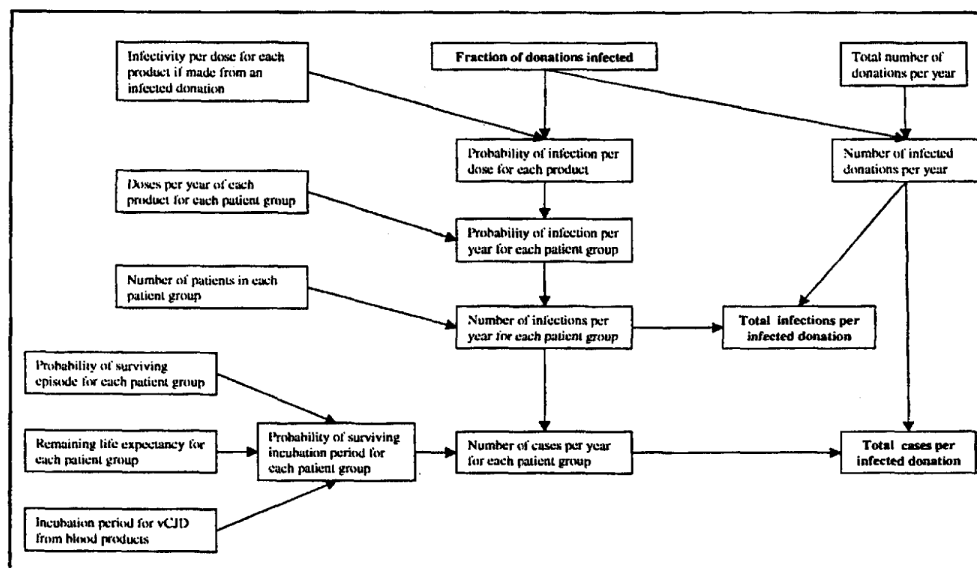 Infectivity per dose for each
product if made from an
infected donation
Fraction of donations infected
Total number of
donations per year
Probability of infection per
dose for each product
Number of infected
donations per year
Doses per year of each
product for each patient group
Probability of infection per
year for each patient group
Number of patients in each
patient group
Number of infections per
year for each patient group
Total infections per
infected donation
Probability of surviving
episode for each patient group
Remaining life expectancy for
each patient group
Probability of surviving
incubation period for
each patient group
Number of cases per year
for each patient group
Total cases per
infected donation
Incubation period for vCJD
from blood products